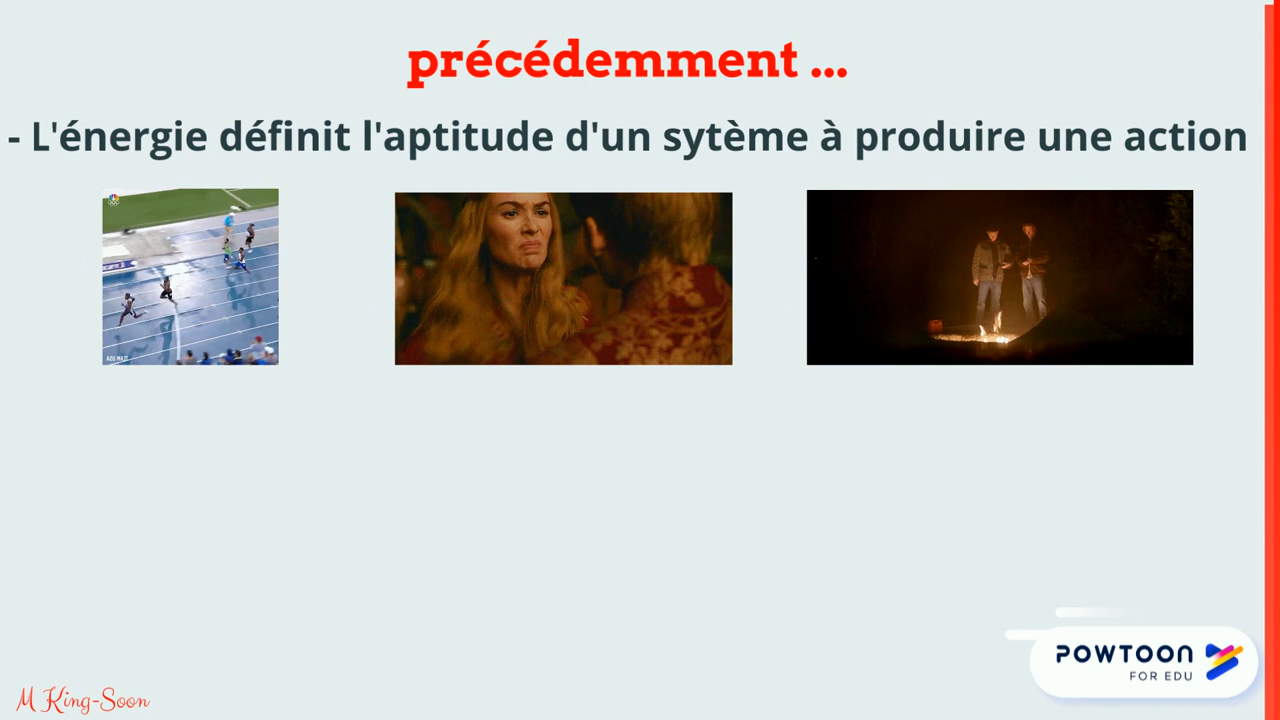 précédemment ...
- L'énergie définit l'aptitude d'un sytème à produire une action
POWTOON
FOR EDU
M King-Soon